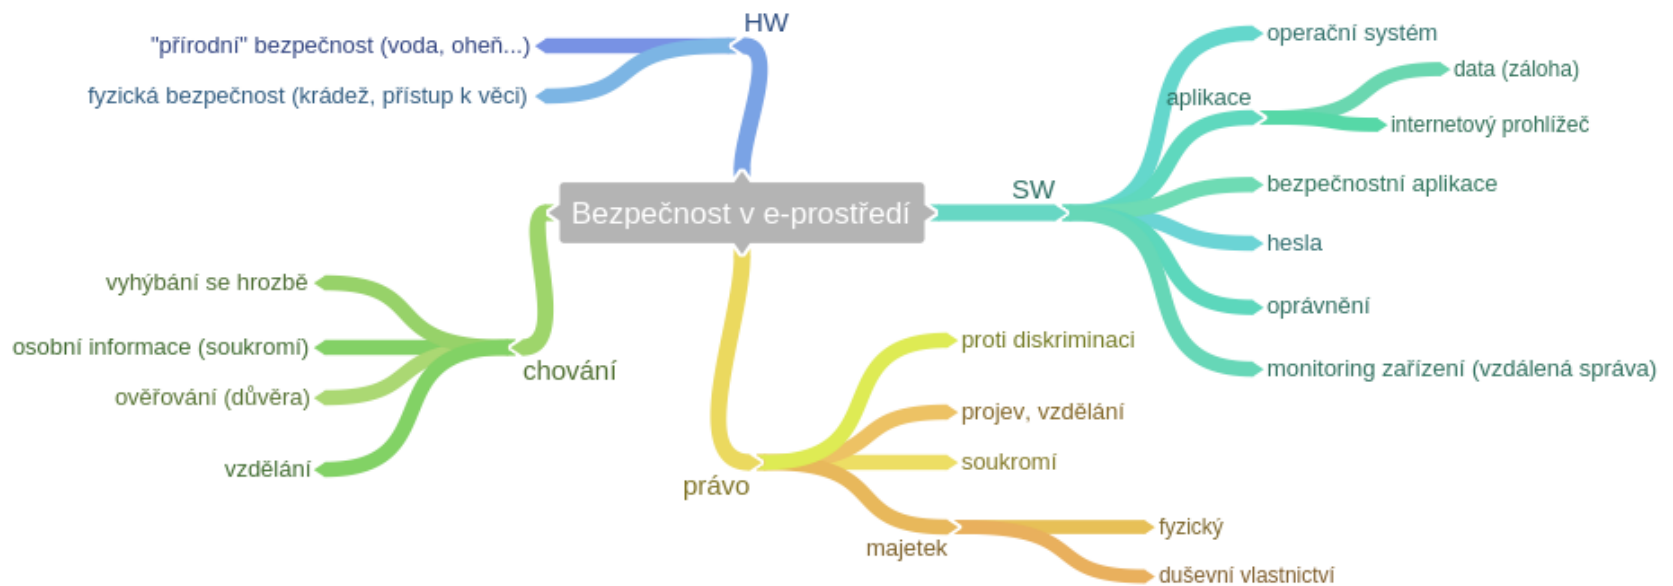 Bezpečnost v e-prostředí
HW
"přírodní" bezpečnost (voda, oheň...)
fyzická bezpečnost (krádež, přístup k věci)
SW
operační systém
aplikace
data (záloha)
internetový prohlížeč
bezpečnostní aplikace
hesla
oprávnění
monitoring zařízení (vzdálená správa)
chování
vyhýbání se hrozbě
osobní informace (soukromí)
ověřování (důvěra)
vzdělání
právo
proti diskriminaci
projev, vzdělání
soukromí
majetek
fyzický
duševní vlastnictví